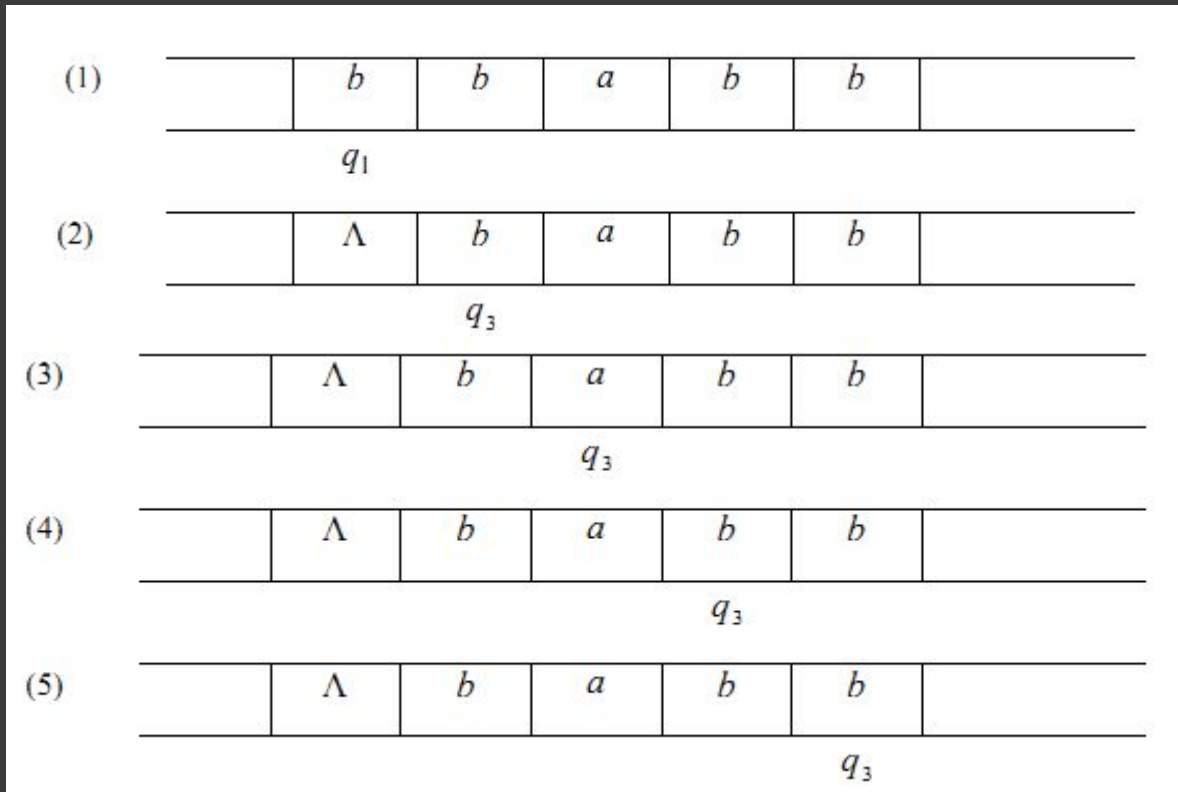 (1) b b a b b
q₁
(2) Λ b a b b
q₃
(3) Λ b a b b
q₃
(4) Λ b a b b
q₃
(5) Λ b a b b
q₃